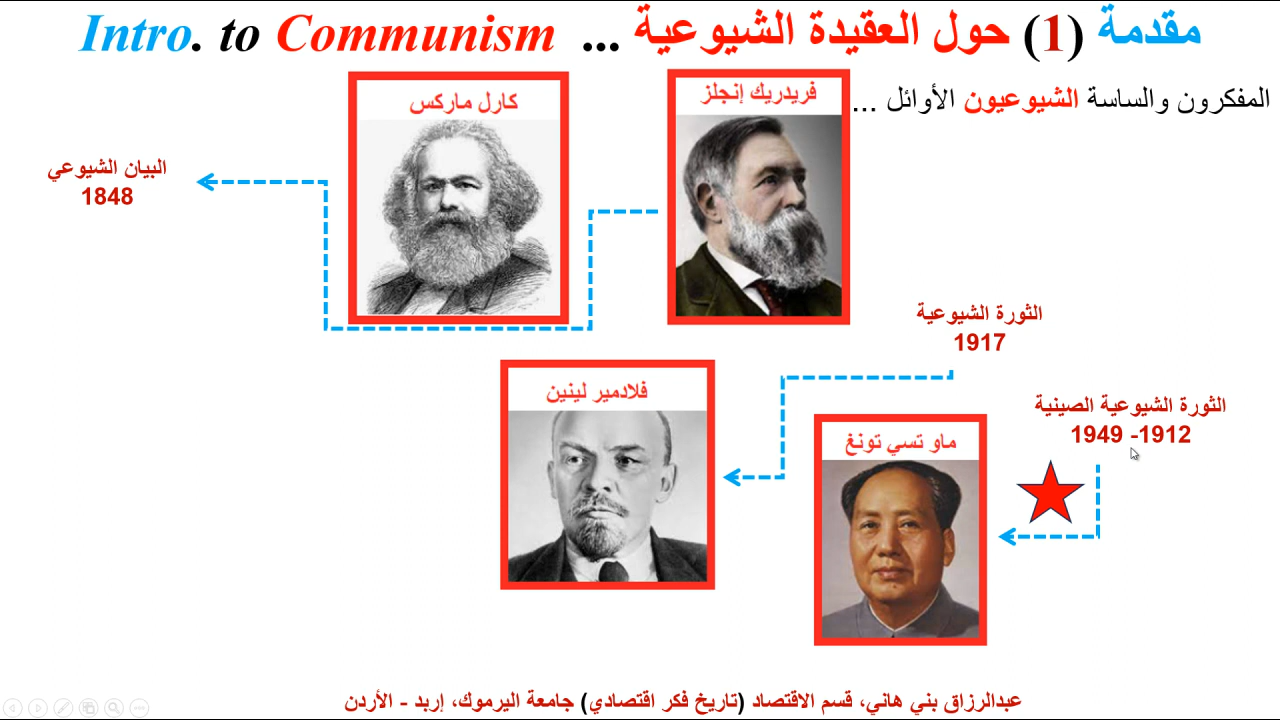 مقدمة (1) حول العقيدة الشيوعية ... Intro. to Communism
المفكرون والساسة الشيوعيون الأوائل ...
فريدريك إنجلز
كارل ماركس
البيان الشيوعي
1848
الثورة الشيوعية
1917
فلادمير لينين
الثورة الشيوعية الصينية
1912- 1949
ماو تسي تونغ
عبدالرزاق بني هاني، قسم الاقتصاد (تاريخ فكر اقتصادي) جامعة اليرموك، إربد - الأردن